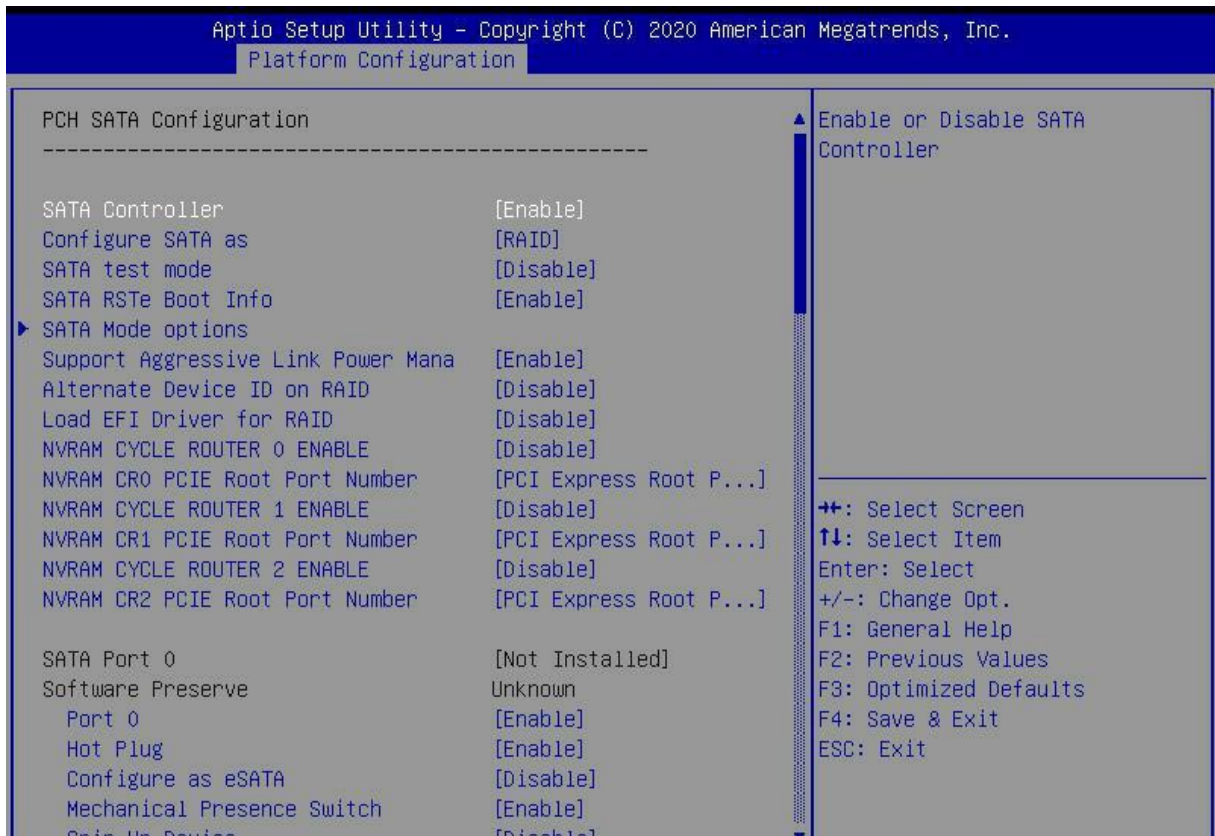 Aptio Setup Utility – Copyright (C) 2020 American Megatrends, Inc.
Platform Configuration
PCH SATA Configuration
--------------------------------------------------
SATA Controller [Enable]
Configure SATA as [RAID]
SATA test mode [Disable]
SATA RSTe Boot Info [Enable]
SATA Mode options
Support Aggressive Link Power Mana [Enable]
Alternate Device ID on RAID [Disable]
Load EFI Driver for RAID [Disable]
NVRAM CYCLE ROUTER 0 ENABLE [Disable]
NVRAM CR0 PCIE Root Port Number [PCI Express Root P...]
NVRAM CYCLE ROUTER 1 ENABLE [Disable]
NVRAM CR1 PCIE Root Port Number [PCI Express Root P...]
NVRAM CYCLE ROUTER 2 ENABLE [Disable]
NVRAM CR2 PCIE Root Port Number [PCI Express Root P...]
SATA Port 0 [Not Installed]
Software Preserve Unknown
Port 0 [Enable]
Hot Plug [Enable]
Configure as eSATA [Disable]
Mechanical Presence Switch [Enable]
Enable or Disable SATA
Controller
→←: Select Screen
↑↓: Select Item
Enter: Select
+/-: Change Opt.
F1: General Help
F2: Previous Values
F3: Optimized Defaults
F4: Save & Exit
ESC: Exit